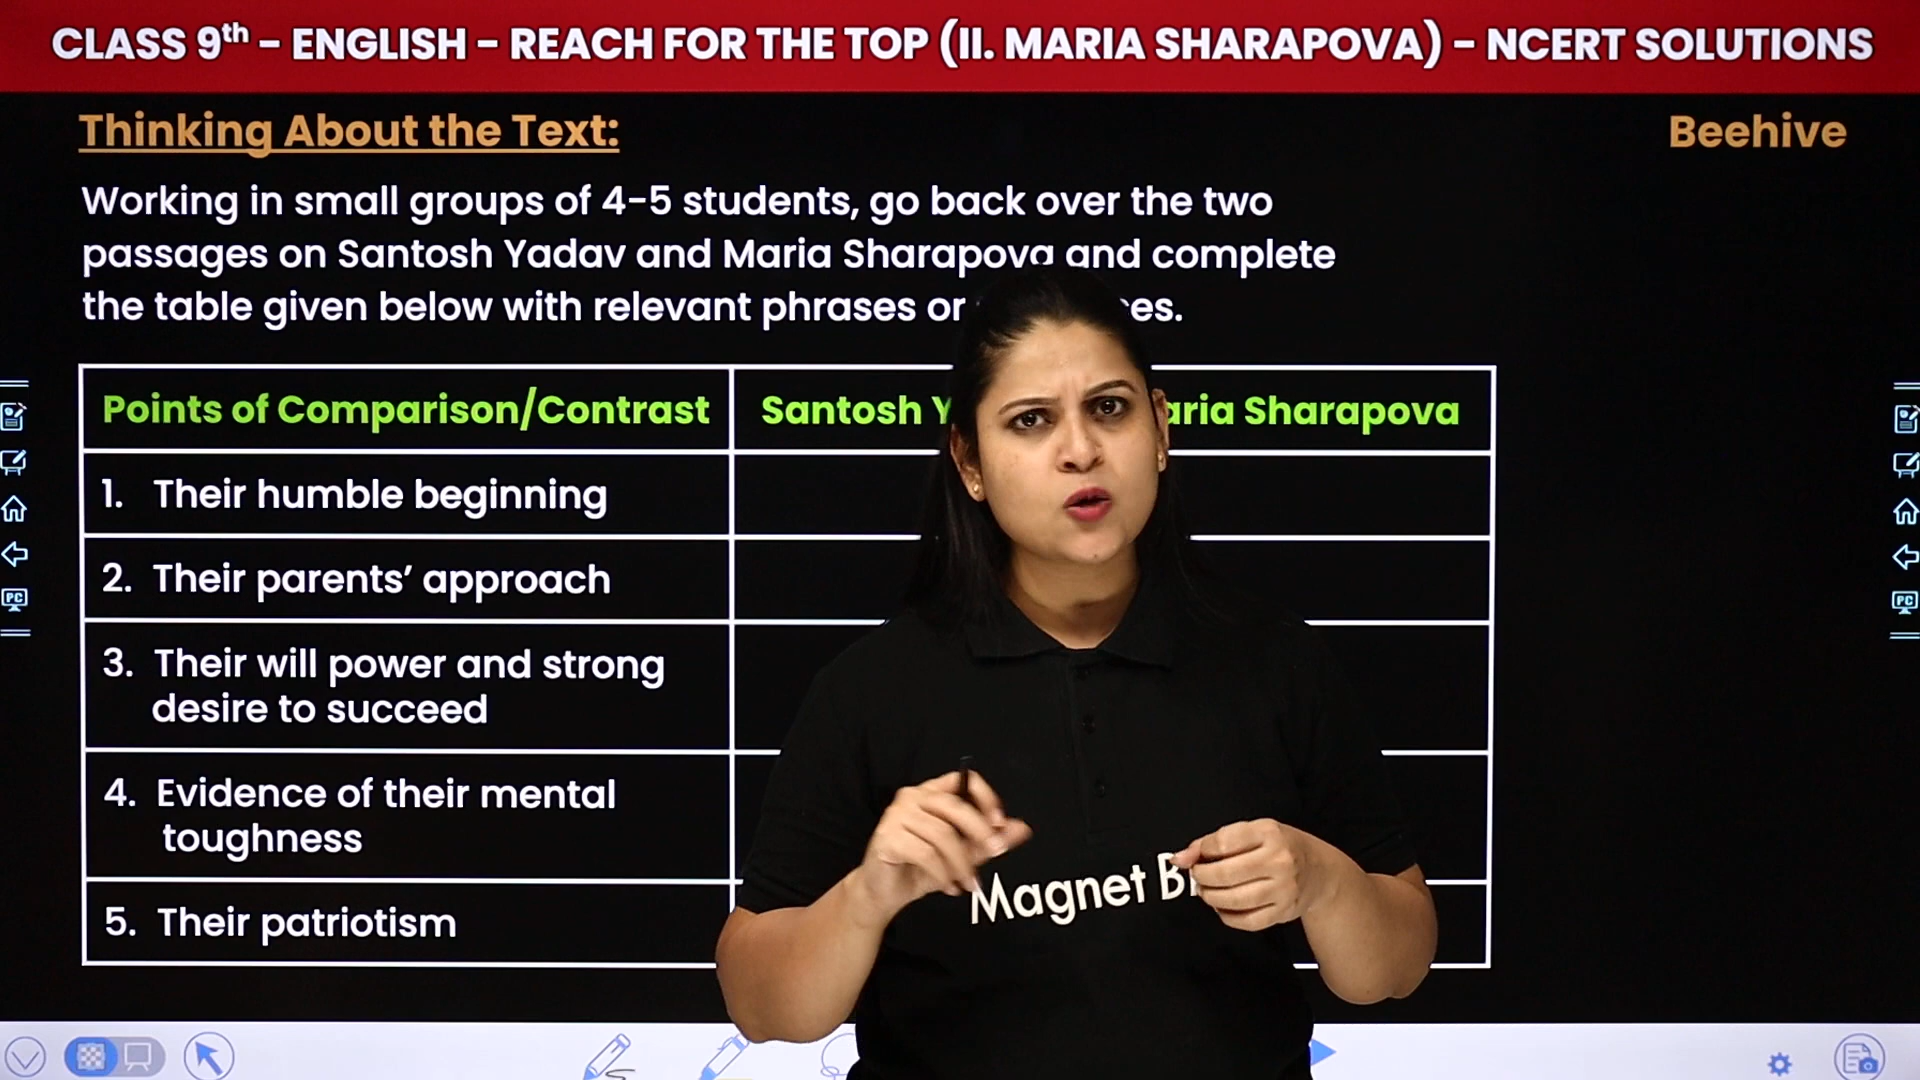 CLASS 9th - ENGLISH - REACH FOR THE TOP (II. MARIA SHARAPOVA) - NCERT SOLUTIONS
Thinking About the Text:
Beehive
Working in small groups of 4-5 students, go back over the two
passages on Santosh Yadav and Maria Sharapova and complete
the table given below with relevant phrases or
Points of Comparison/Contrast
Santosh
Sharapova
1. Their humble beginning
2. Their parents' approach
3. Their will power and strong
desire to succeed
4. Evidence of their mental
toughness
5. Their patriotism
Magnet
PC
PC